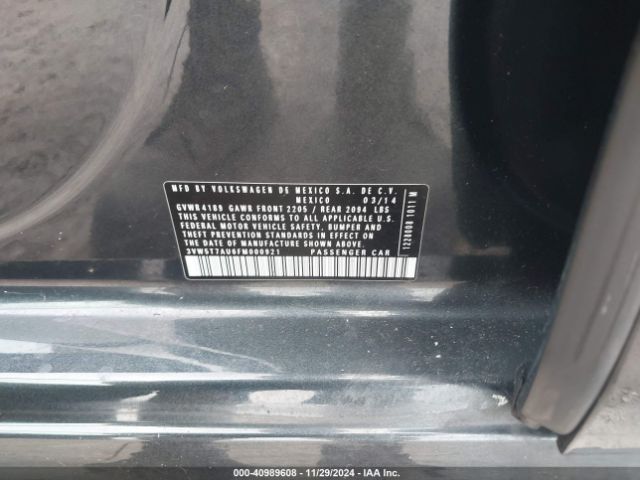 MFD BY VOLKSWAGEN DE MEXICO S.A. DE C.V.
MEXICO 03/14
GVWR4189 GAWR FRONT 2205 / REAR 2094 LBS
THIS VEHICLE CONFORMS TO ALL APPLICABLE U.S.
FEDERAL MOTOR VEHICLE SAFETY, BUMPER AND
THEFT PREVENTION STANDARDS IN EFFECT ON THE
DATE OF MANUFACTURE SHOWN ABOVE.
PASSENGER CAR
000-40989608 - 11/29/2024 - IAA Inc.